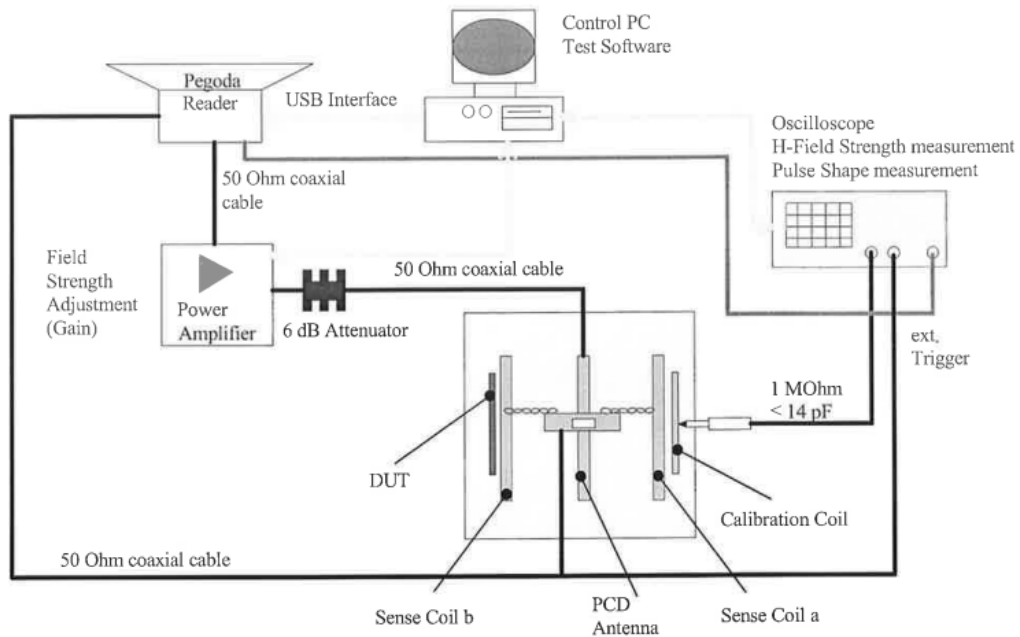 Control PC
Test Software
Pegoda
Reader
USB Interface
Oscilloscope
H-Field Strength measurement
Pulse Shape measurement
50 Ohm coaxial
cable
Field
Strength
Adjustment
(Gain)
Power
Amplifier
6 dB Attenuator
50 Ohm coaxial cable
ext,
Trigger
1 MOhm
< 14 pF
DUT
Calibration Coil
50 Ohm coaxial cable
Sense Coil b
PCD
Antenna
Sense Coil a